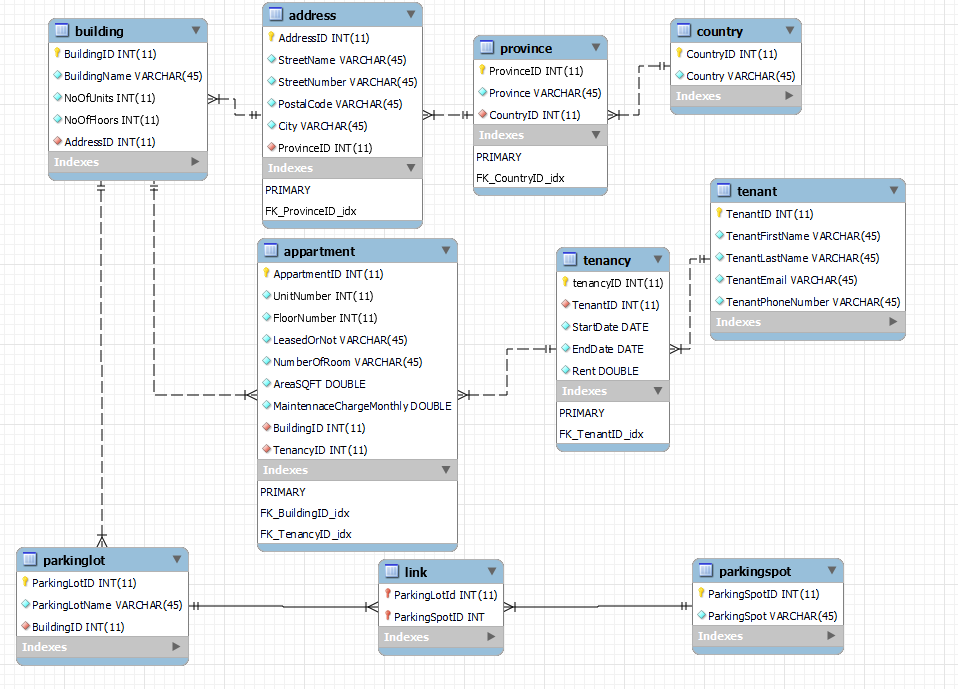 building
BuildingID INT(11)
BuildingName VARCHAR(45)
NoOfUnits INT(11)
NoOfFloors INT(11)
AddressID INT(11)
Indexes
address
AddressID INT(11)
StreetName VARCHAR(45)
StreetNumber VARCHAR(45)
PostalCode VARCHAR(45)
City VARCHAR(45)
ProvinceID INT(11)
Indexes
PRIMARY
FK_ProvinceID_idx
province
ProvinceID INT(11)
Province VARCHAR(45)
CountryID INT(11)
Indexes
PRIMARY
FK_CountryID_idx
country
CountryID INT(11)
Country VARCHAR(45)
Indexes
appartment
AppartmentID INT(11)
UnitNumber INT(11)
FloorNumber INT(11)
LeasedOrNot VARCHAR(45)
NumberOfRoom VARCHAR(45)
AreaSQFT DOUBLE
MaintennaceChargeMonthly DOUBLE
BuildingID INT(11)
TenancyID INT(11)
Indexes
PRIMARY
FK_BuildingID_idx
FK_TenancyID_idx
tenancy
tenancyID INT(11)
TenantID INT(11)
StartDate DATE
EndDate DATE
Rent DOUBLE
Indexes
PRIMARY
FK_TenantID_idx
tenant
TenantID INT(11)
TenantFirstName VARCHAR(45)
TenantLastName VARCHAR(45)
TenantEmail VARCHAR(45)
TenantPhoneNumber VARCHAR(45)
Indexes
parkinglot
ParkingLotID INT(11)
ParkingLotName VARCHAR(45)
BuildingID INT(11)
Indexes
link
ParkingLotId INT(11)
ParkingSpotID INT
Indexes
parkingspot
ParkingSpotID INT(11)
ParkingSpot VARCHAR(45)
Indexes